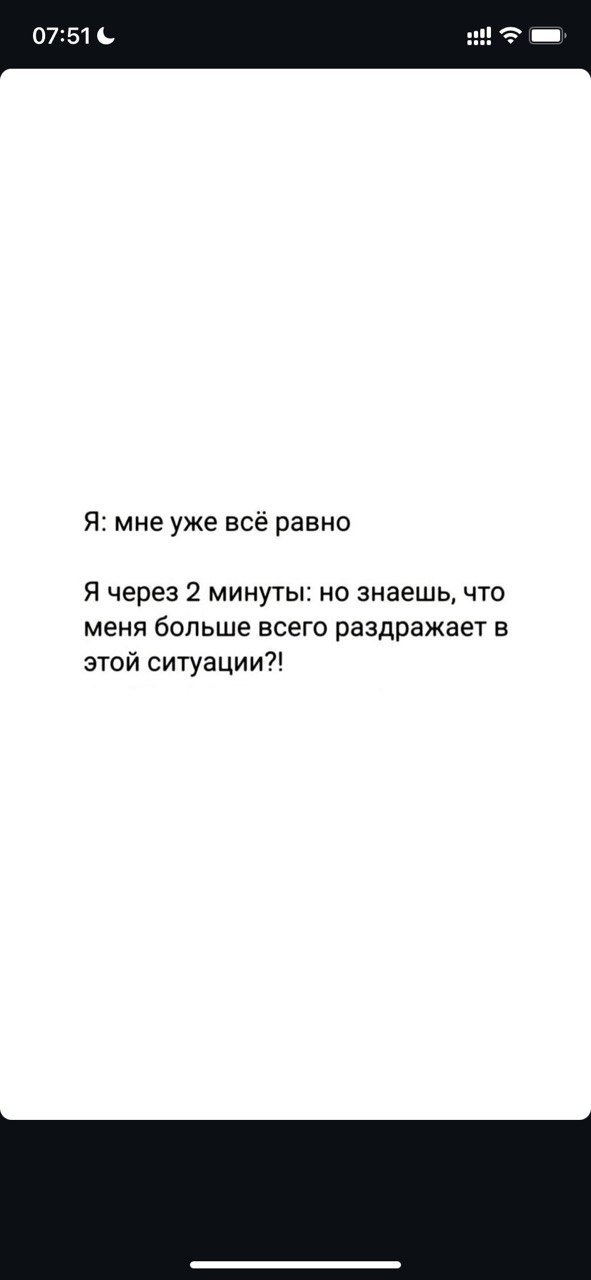 07:51
Я: мне уже всё равно
Я через 2 минуты: но знаешь, что
меня больше всего раздражает в
этой ситуации?!